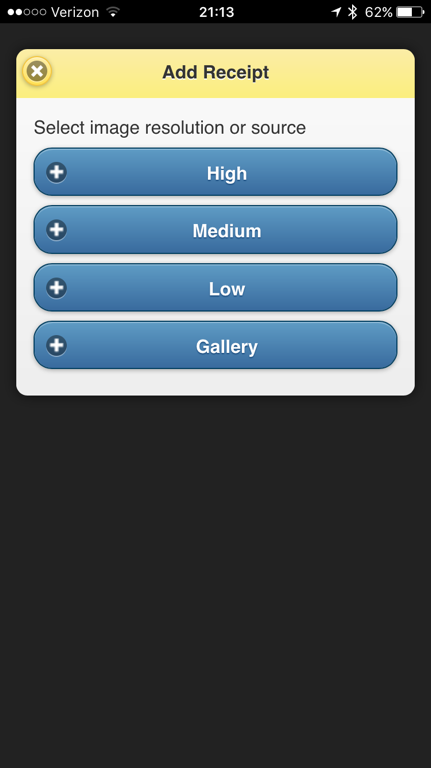 Verizon 21:13 62%
Add Receipt
Select image resolution or source
High
Medium
Low
Gallery